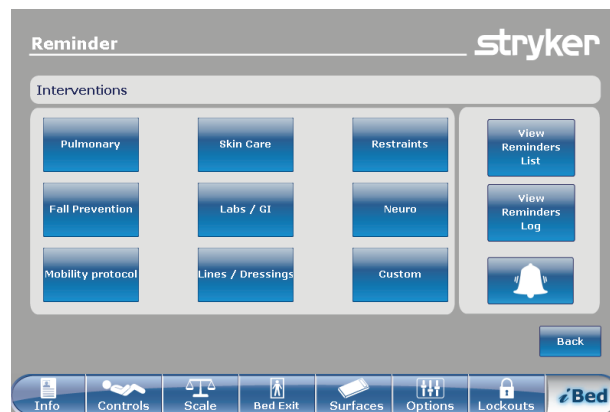 Reminder
stryker
Interventions
Pulmonary
Skin Care
Restraints
View
Reminders
List
Fall Prevention
Labs / GI
Neuro
View
Reminders
Log
Mobility protocol
Lines / Dressings
Custom
Back
Info
Controls
Scale
Bed Exit
Surfaces
Options
Lockouts
iBed